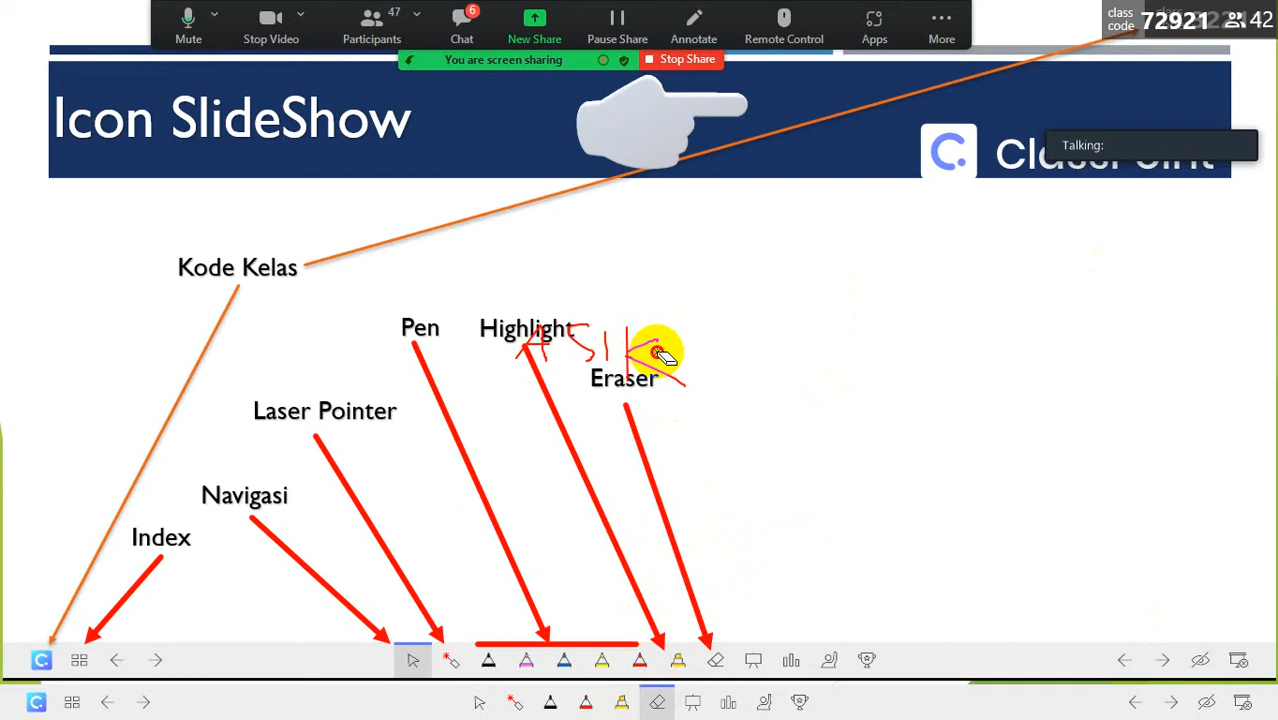 Mute
Stop Video
Participants
47
Chat
6
New Share
Pause Share
Annotate
Remote Control
Apps
More
class code 72921
42
You are screen sharing
Stop Share
Icon SlideShow
Talking:
Kode Kelas
Pen
Highlight
ASIK
Eraser
Laser Pointer
Navigasi
Index